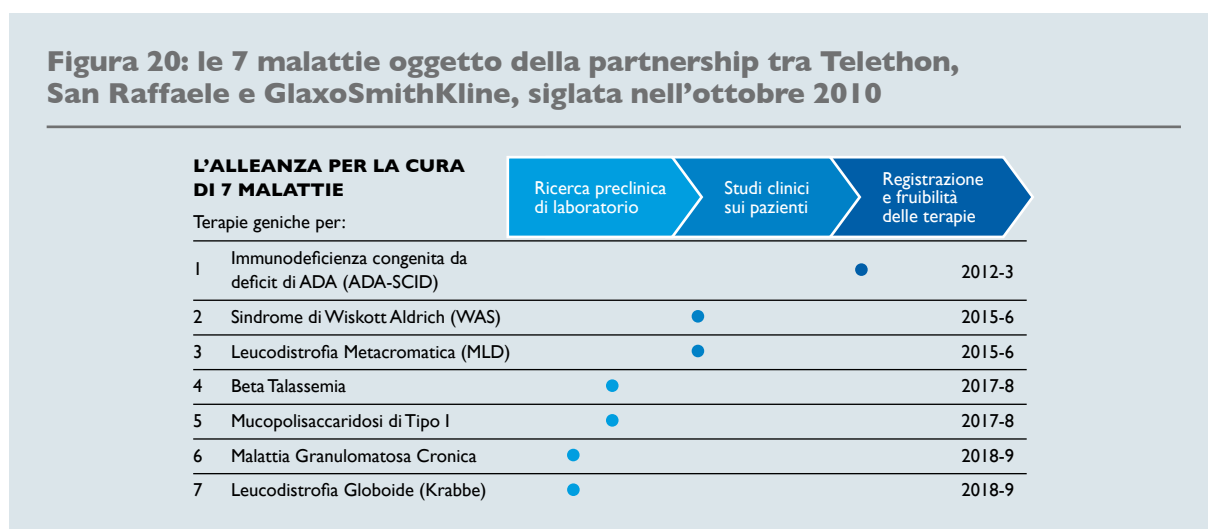 Figura 20: le 7 malattie oggetto della partnership tra Telethon,
San Raffaele e GlaxoSmithKline, siglata nell’ottobre 2010
L’ALLEANZA PER LA CURA
DI 7 MALATTIE
Terapie geniche per:
Ricerca preclinica
di laboratorio
Studi clinici
sui pazienti
Registrazione
e fruibilità
delle terapie
1 Immunodeficienza congenita da
deficit di ADA (ADA-SCID) 2012-3
2 Sindrome di Wiskott Aldrich (WAS) 2015-6
3 Leucodistrofia Metacromatica (MLD) 2015-6
4 Beta Talassemia 2017-8
5 Mucopolisaccaridosi di Tipo I 2017-8
6 Malattia Granulomatosa Cronica 2018-9
7 Leucodistrofia Globoide (Krabbe) 2018-9